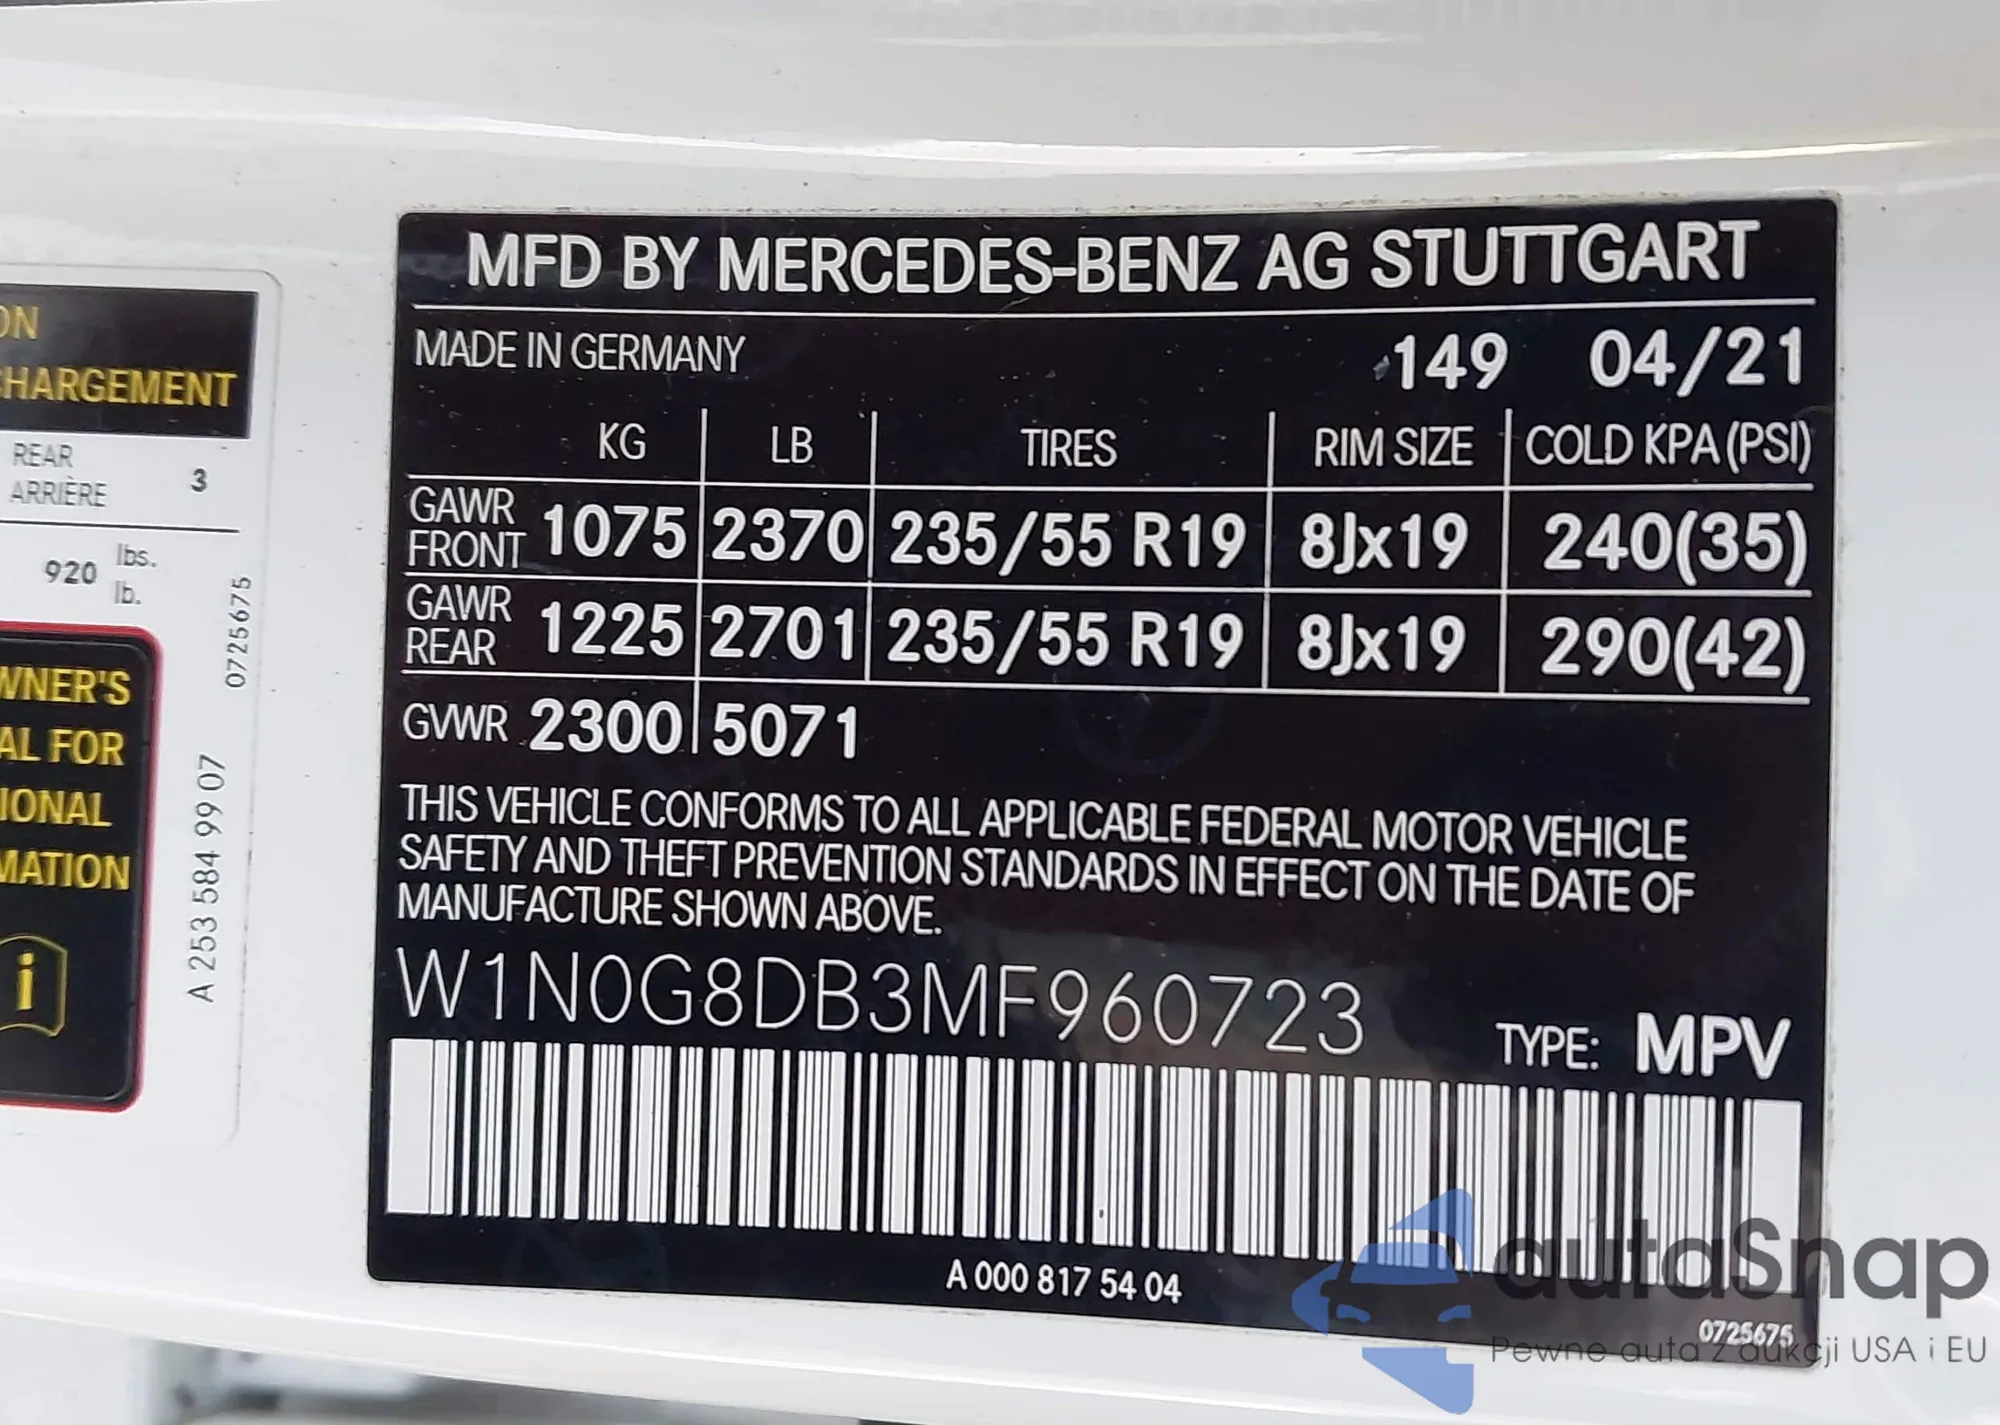 ON
CHARGEMENT
REAR
ARRIÈRE 3
920 lbs.
lb.
0725675
WNER'S
AL FOR
IONAL
MATION
i
A 253 584 99 07
MFD BY MERCEDES-BENZ AG STUTTGART
MADE IN GERMANY 149 04/21
KG LB TIRES RIM SIZE COLD KPA (PSI)
GAWR FRONT 1075 2370 235/55 R19 8Jx19 240(35)
GAWR REAR 1225 2701 235/55 R19 8Jx19 290(42)
GVWR 2300 5071
THIS VEHICLE CONFORMS TO ALL APPLICABLE FEDERAL MOTOR VEHICLE
SAFETY AND THEFT PREVENTION STANDARDS IN EFFECT ON THE DATE OF
MANUFACTURE SHOWN ABOVE.
W1N0G8DB3MF960723
TYPE: MPV
A 000 817 54 04
0725675
autaSnap
Pewne auta z aukcji USA i EU